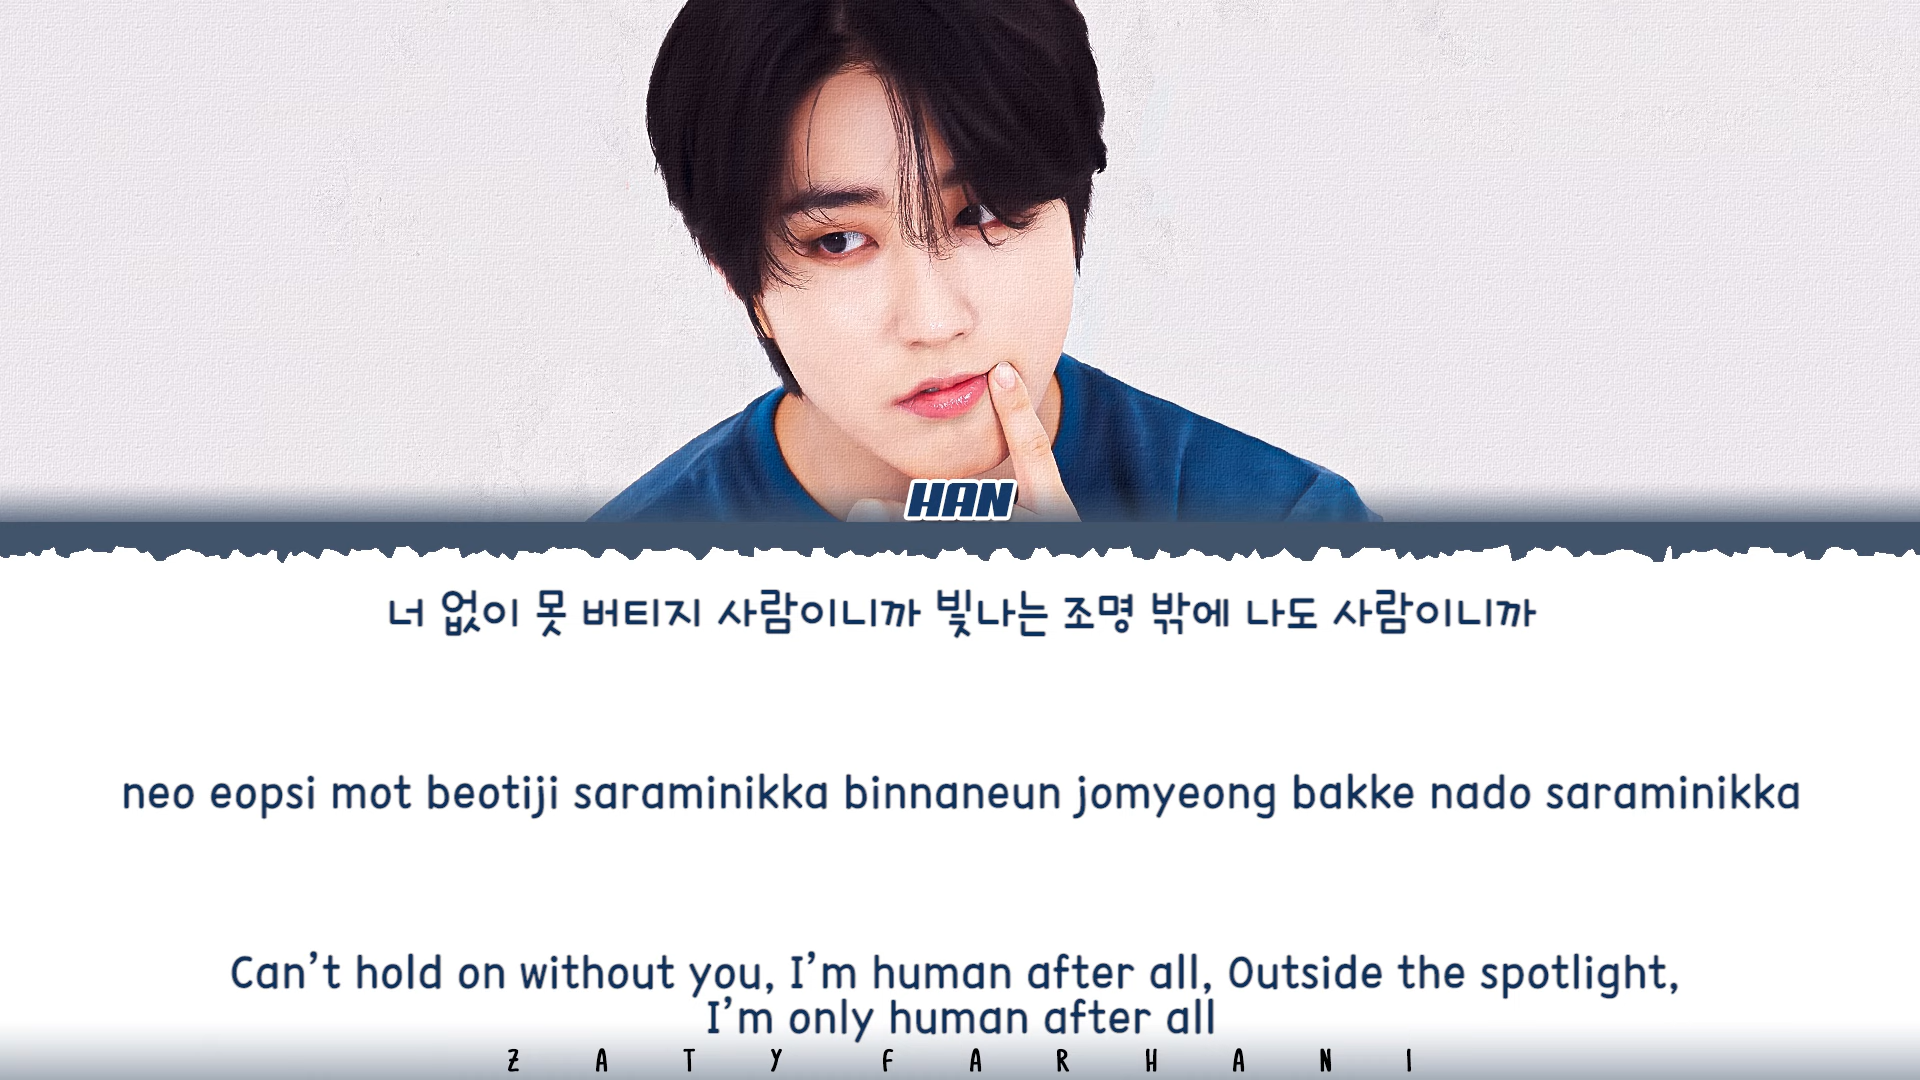 HAN
너 없이 못 버티지 사람이니까 빛나는 조명 밖에 나도 사람이니까
neo eopsi mot beotiji saraminikka binnaneun jomyeong bakke nado saraminikka
Can't hold on without you, I'm human after all, Outside the spotlight,
I'm only human after all
ZATY FARHANI